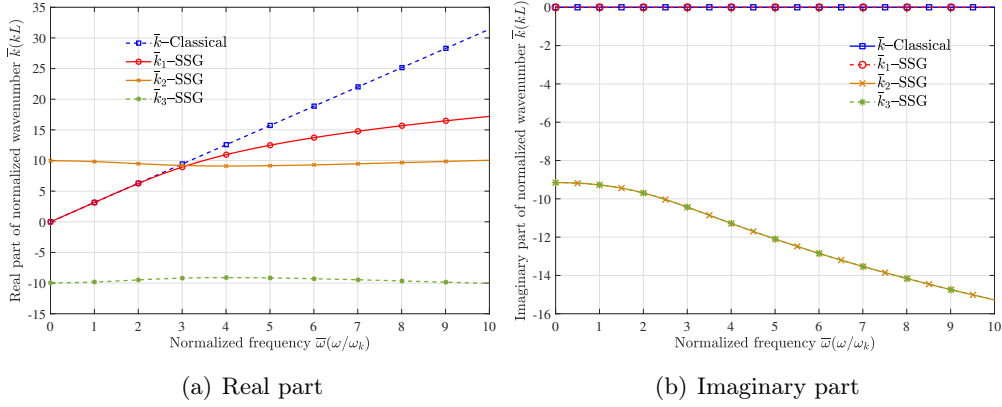 (a)
35
30
25
20
15
10
5
0
-5
-10
-15
0 1 2 3 4 5 6 7 8 9 10
Real part of normalized wavenumber k̅(kL)
Normalized frequency ω̅(ω/ωₖ)
k̅–Classical
k̅₁–SSG
k̅₂–SSG
k̅₃–SSG
(a) Real part
(b)
0
-2
-4
-6
-8
-10
-12
-14
-16
0 1 2 3 4 5 6 7 8 9 10
Imaginary part of normalized wavenumber k̅(kL)
Normalized frequency ω̅(ω/ωₖ)
k̅–Classical
k̅₁–SSG
k̅₂–SSG
k̅₃–SSG
(b) Imaginary part